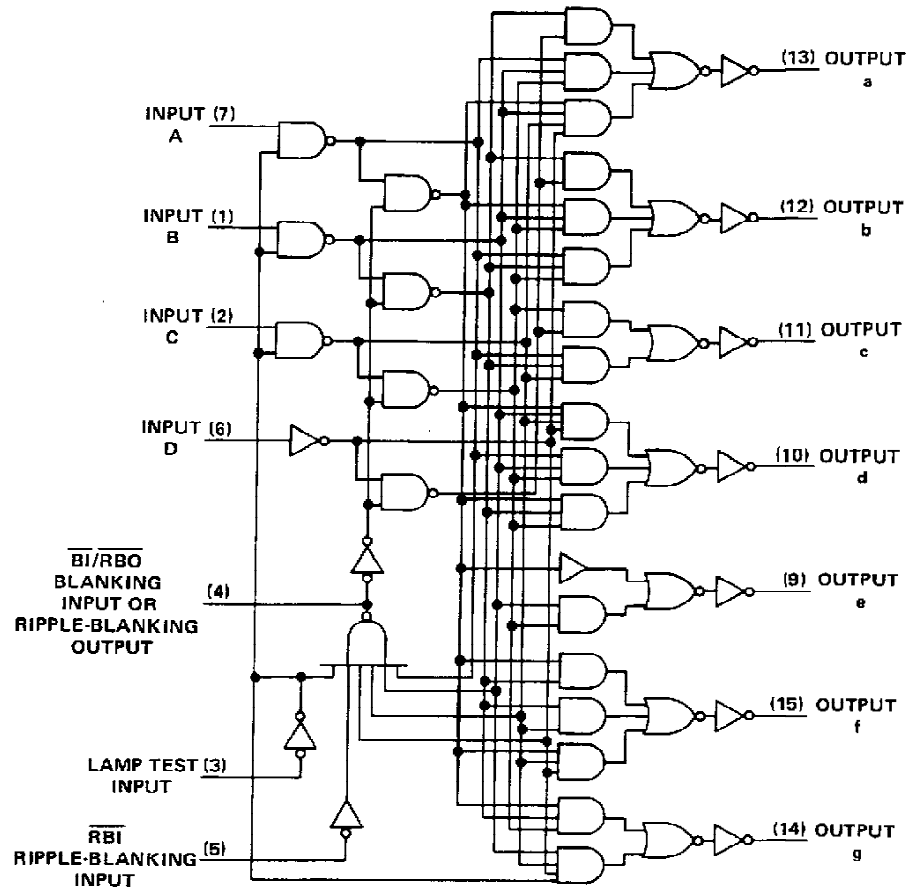 (13) OUTPUT
a
INPUT (7)
A
INPUT (1)
B
(12) OUTPUT
b
INPUT (2)
C
(11) OUTPUT
c
INPUT (6)
D
(10) OUTPUT
d
BI/RBO
BLANKING
INPUT OR
RIPPLE-BLANKING
OUTPUT
(4)
(9) OUTPUT
e
(15) OUTPUT
f
LAMP TEST (3)
INPUT
RBI
RIPPLE-BLANKING (5)
INPUT
(14) OUTPUT
g